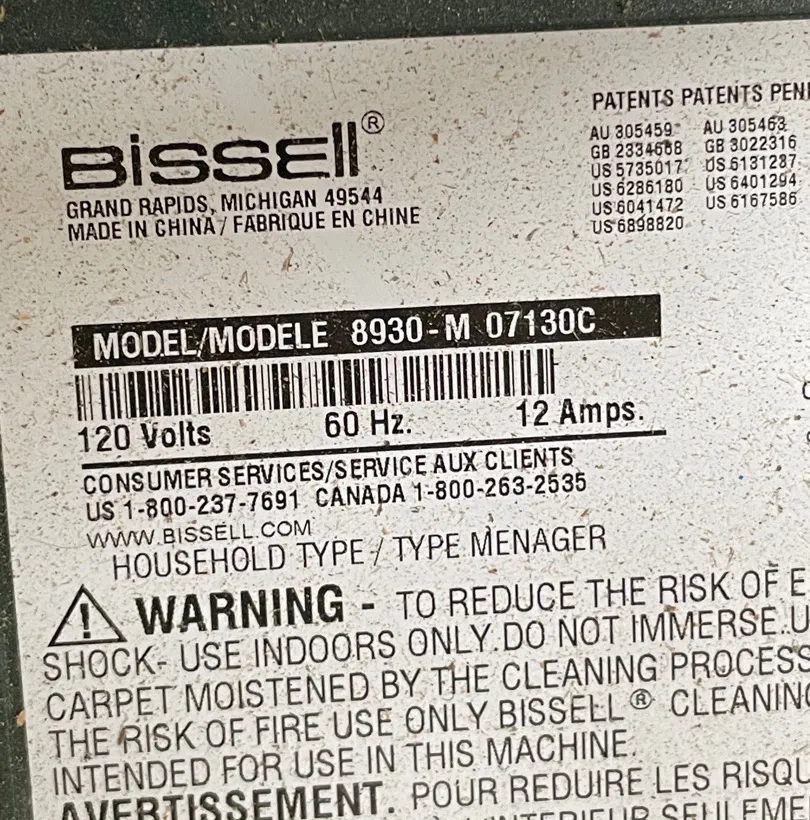 BISSELL®
GRAND RAPIDS, MICHIGAN 49544
MADE IN CHINA / FABRIQUE EN CHINE
PATENTS PATENTS PEN
AU 305459 AU 305463
GB 2334668 GB 3022316
US 5735017 US 6131237
US 6286180 US 6401294
US 6041472 US 6167586
US 6898820
MODEL/MODELE 8930-M 07130C
120 Volts 60 Hz. 12 Amps.
CONSUMER SERVICES/SERVICE AUX CLIENTS
US 1-800-237-7691 CANADA 1-800-263-2535
WWW.BISSELL.COM
HOUSEHOLD TYPE / TYPE MENAGER
WARNING - TO REDUCE THE RISK OF E
SHOCK- USE INDOORS ONLY. DO NOT IMMERSE. U
CARPET MOISTENED BY THE CLEANING PROCESS
THE RISK OF FIRE USE ONLY BISSELL® CLEANING
INTENDED FOR USE IN THIS MACHINE.
AVERTISSEMENT. POUR REDUIRE LES RISQU
L'INTERIEUR SEULEME